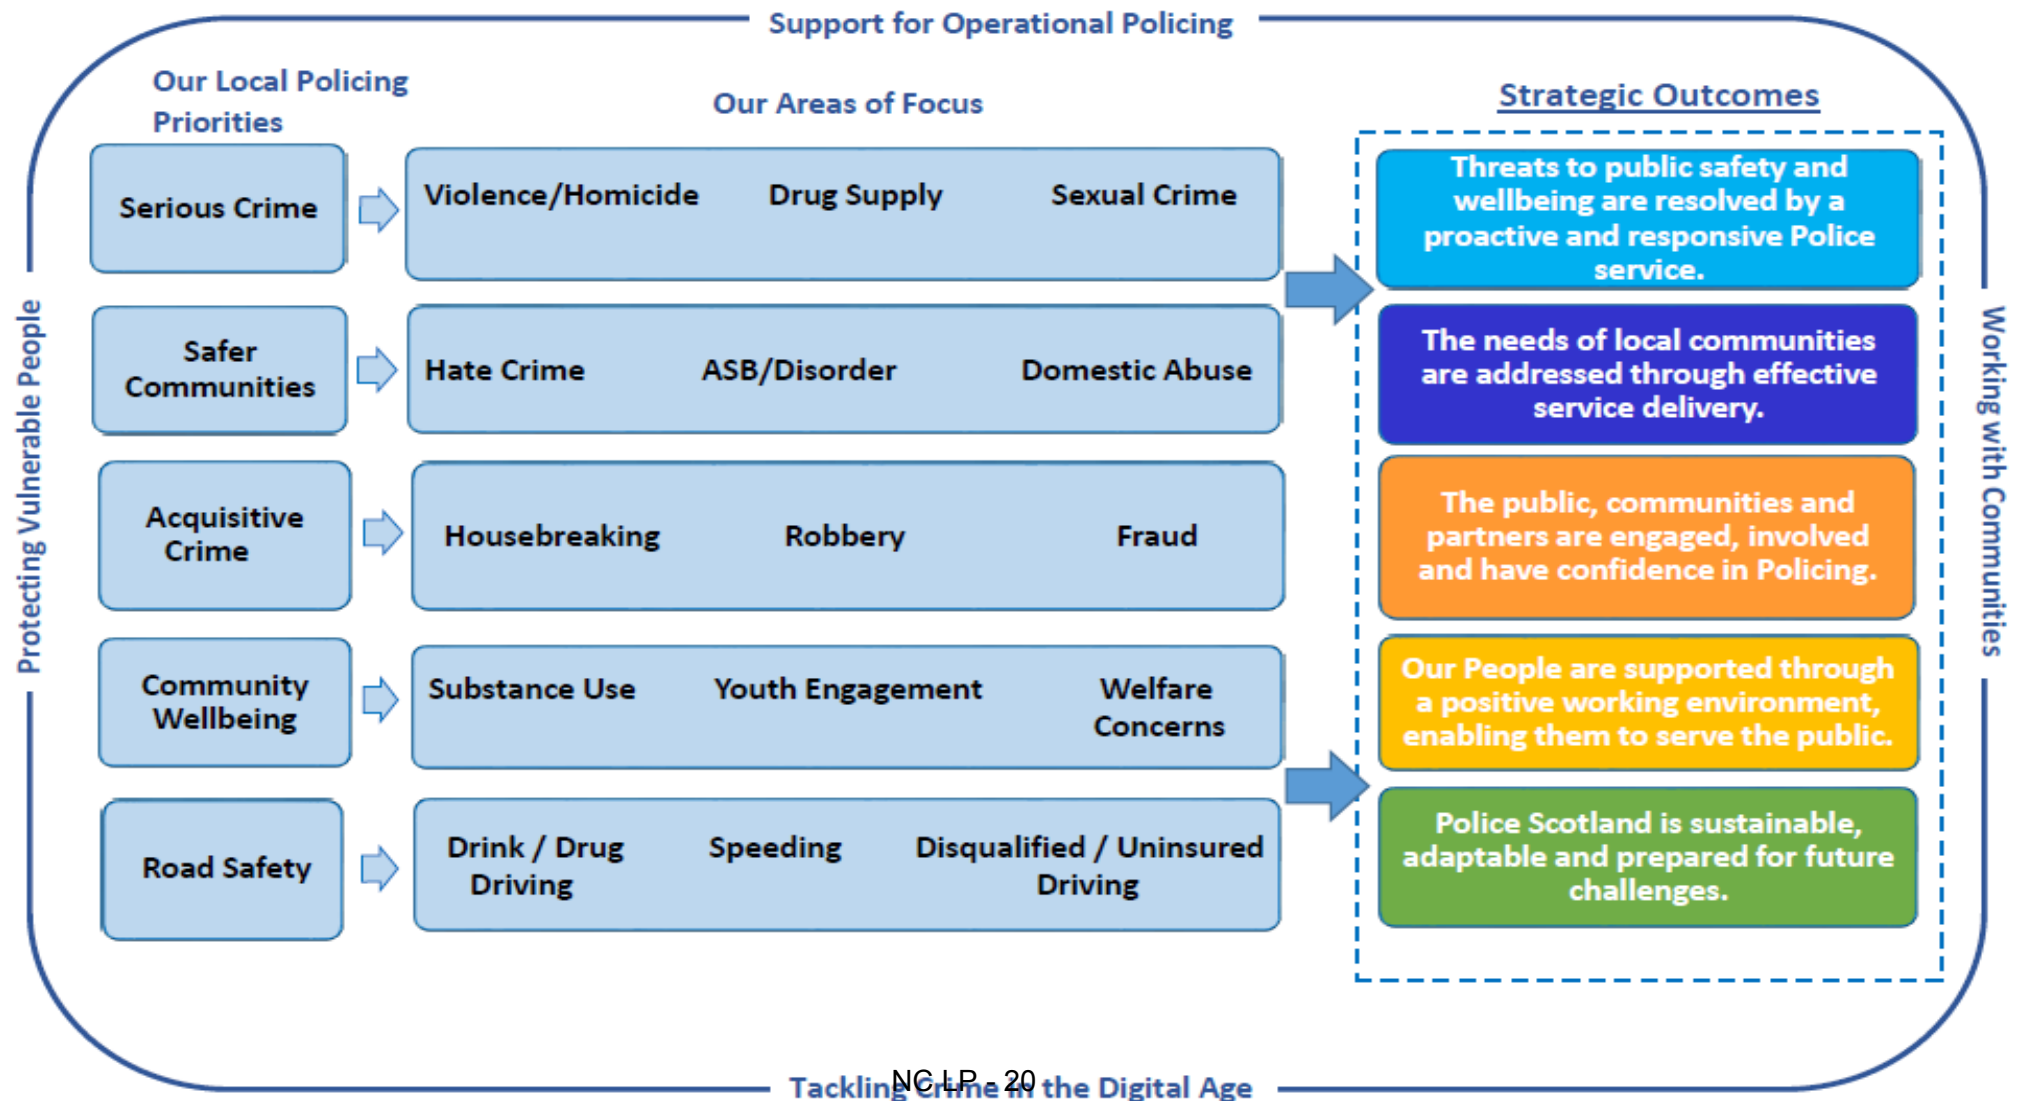 Support for Operational Policing
Our Local Policing
Priorities
Our Areas of Focus
Strategic Outcomes
Serious Crime
Violence/Homicide Drug Supply Sexual Crime
Threats to public safety and
wellbeing are resolved by a
proactive and responsive Police
service.
Safer
Communities
Hate Crime ASB/Disorder Domestic Abuse
The needs of local communities
are addressed through effective
service delivery.
Acquisitive
Crime
Housebreaking Robbery Fraud
The public, communities and
partners are engaged, involved
and have confidence in Policing.
Community
Wellbeing
Substance Use Youth Engagement Welfare
Concerns
Our People are supported through
a positive working environment,
enabling them to serve the public.
Road Safety
Drink / Drug
Driving
Speeding
Disqualified / Uninsured
Driving
Police Scotland is sustainable,
adaptable and prepared for future
challenges.
Protecting Vulnerable People
Working with Communities
Tackling Crime in the Digital Age
NC LP - 20